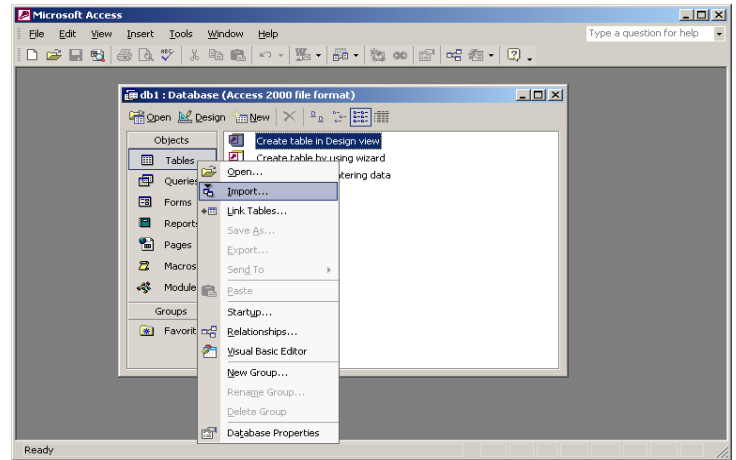 Microsoft Access
File Edit View Insert Tools Window Help Type a question for help
db1 : Database (Access 2000 file format)
Open Design New
Objects
Create table in Design view
Tables
Create table by using wizard
Queries
tering data
Forms
Report
Pages
Macros
Module
Groups
Favorit
Open...
Import...
Link Tables...
Save As...
Export...
Send To
Paste
Startup...
Relationships...
Visual Basic Editor
New Group...
Rename Group...
Delete Group
Database Properties
Ready